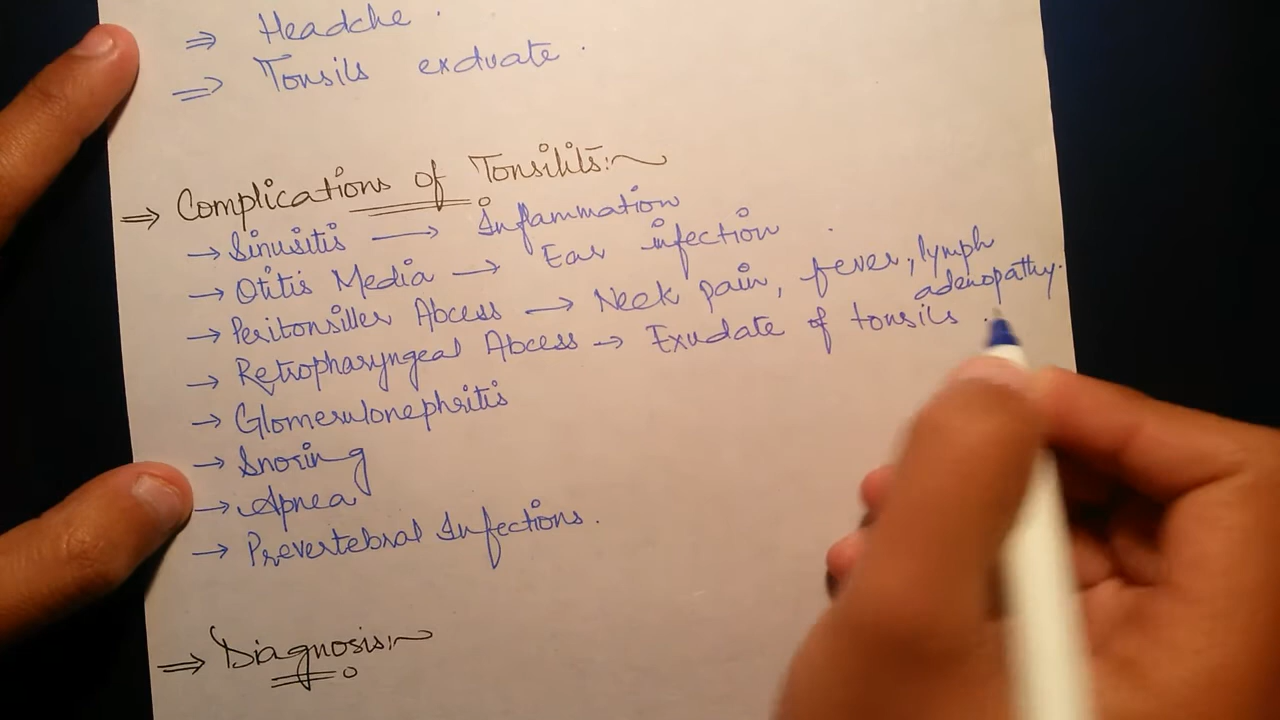 ⇒ Headche.
⇒ Tonsils exduate.
⇒ Complications of Tonsilits:~
→ Sinusitis → Inflammation
→ Otitis Media → Ear infection.
→ Peritonsiller Abcess → Neck pain, fever, lymph adenopathy.
→ Retropharyngeal Abcess → Exudate of tonsils.
→ Glomerulonephritis
→ Snoring
→ Apnea
→ Prevertebral Infections.
⇒ Diagnosis:~